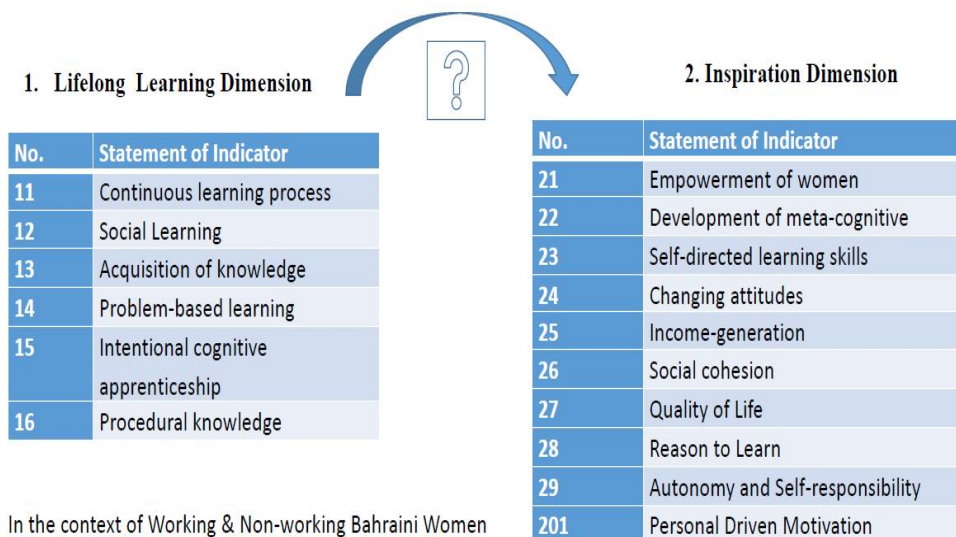 1. Lifelong Learning Dimension
No. Statement of Indicator
11 Continuous learning process
12 Social Learning
13 Acquisition of knowledge
14 Problem-based learning
15 Intentional cognitive
apprenticeship
16 Procedural knowledge
In the context of Working & Non-working Bahraini Women
?
2. Inspiration Dimension
No. Statement of Indicator
21 Empowerment of women
22 Development of meta-cognitive
23 Self-directed learning skills
24 Changing attitudes
25 Income-generation
26 Social cohesion
27 Quality of Life
28 Reason to Learn
29 Autonomy and Self-responsibility
201 Personal Driven Motivation